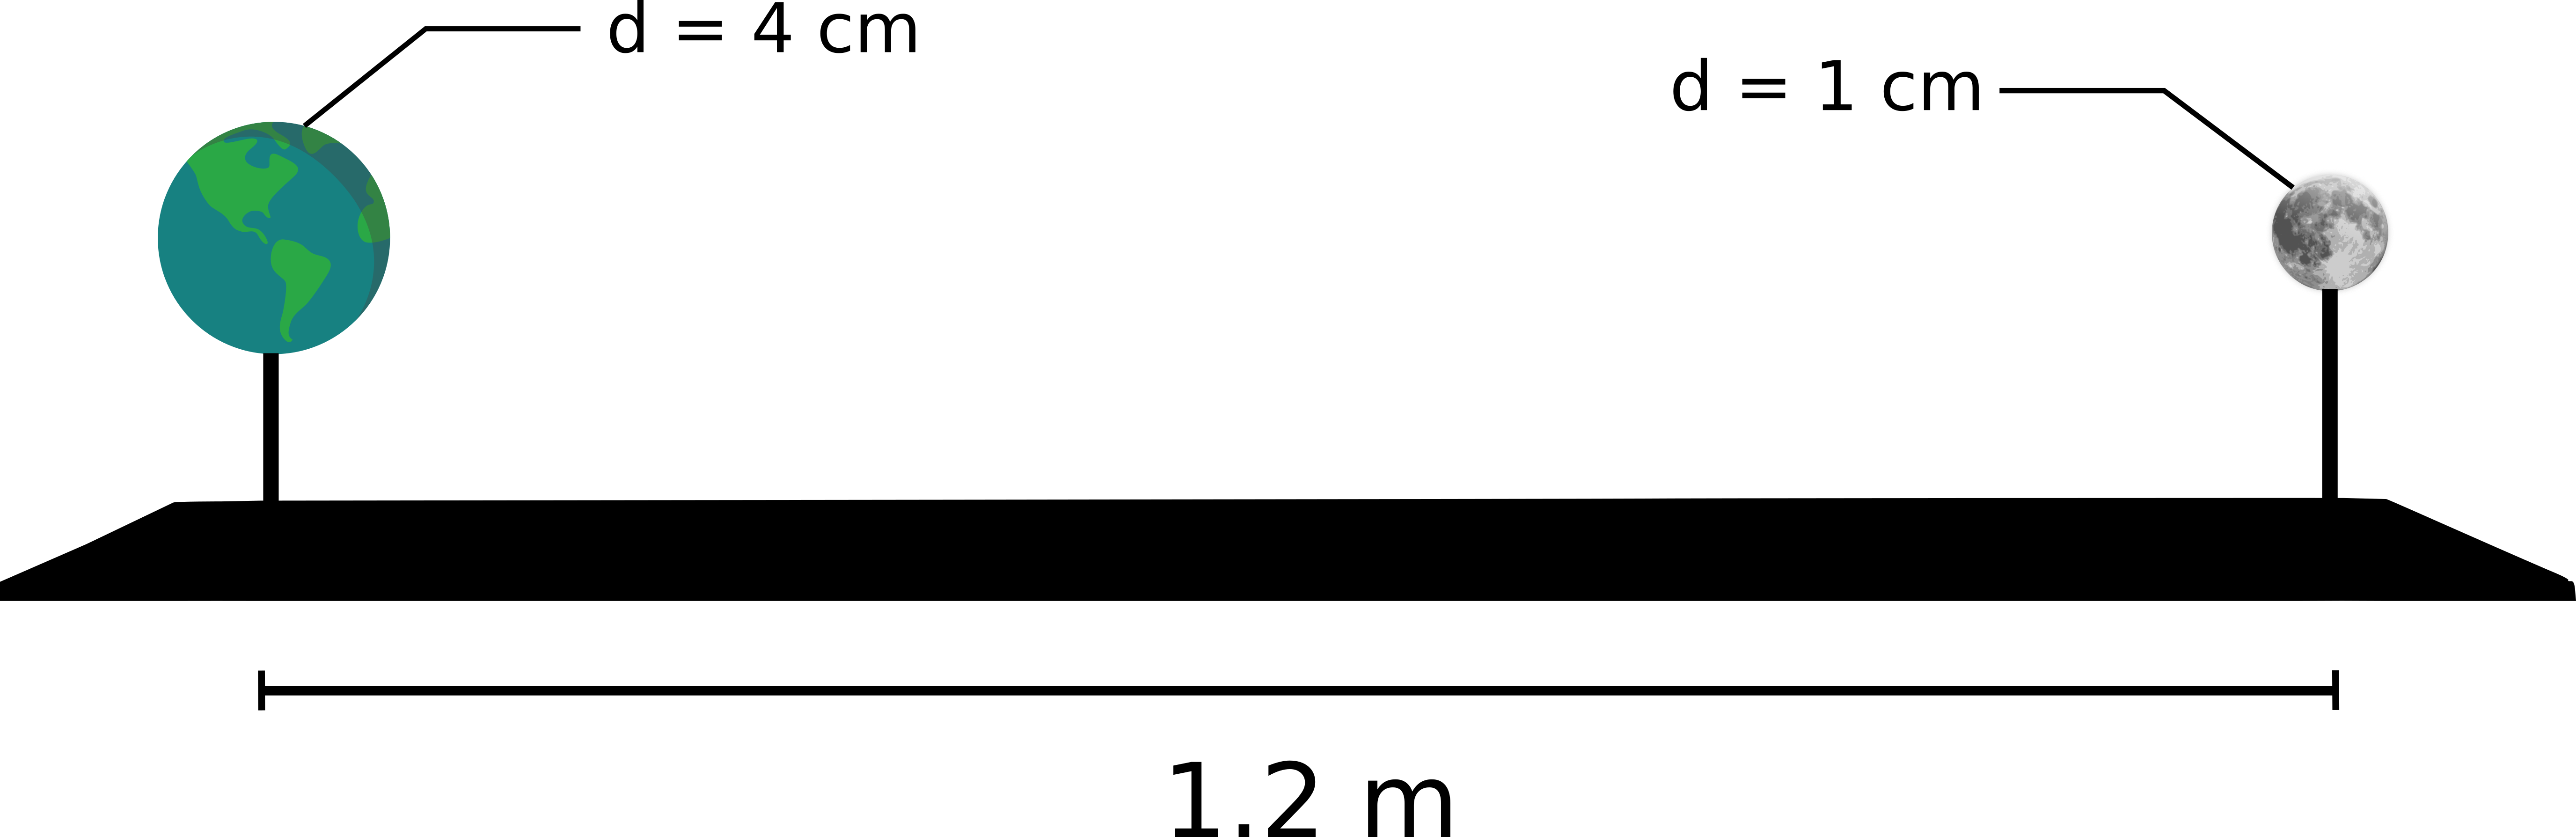 d = 4 cm
d = 1 cm
1.2 m